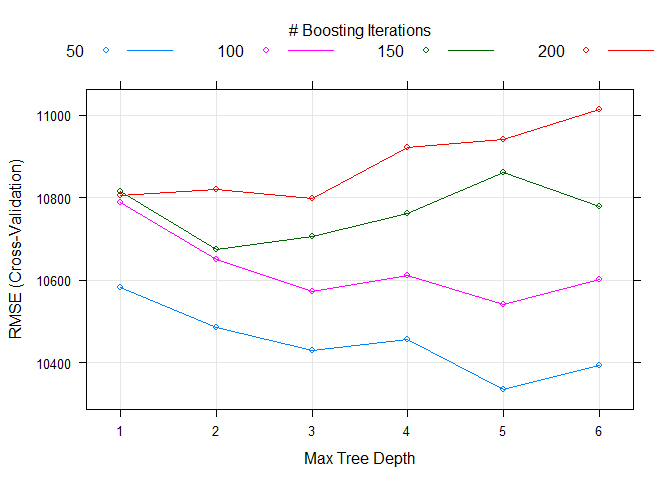 # Boosting Iterations
50 100 150 200
RMSE (Cross-Validation)
11000
10800
10600
10400
1 2 3 4 5 6
Max Tree Depth